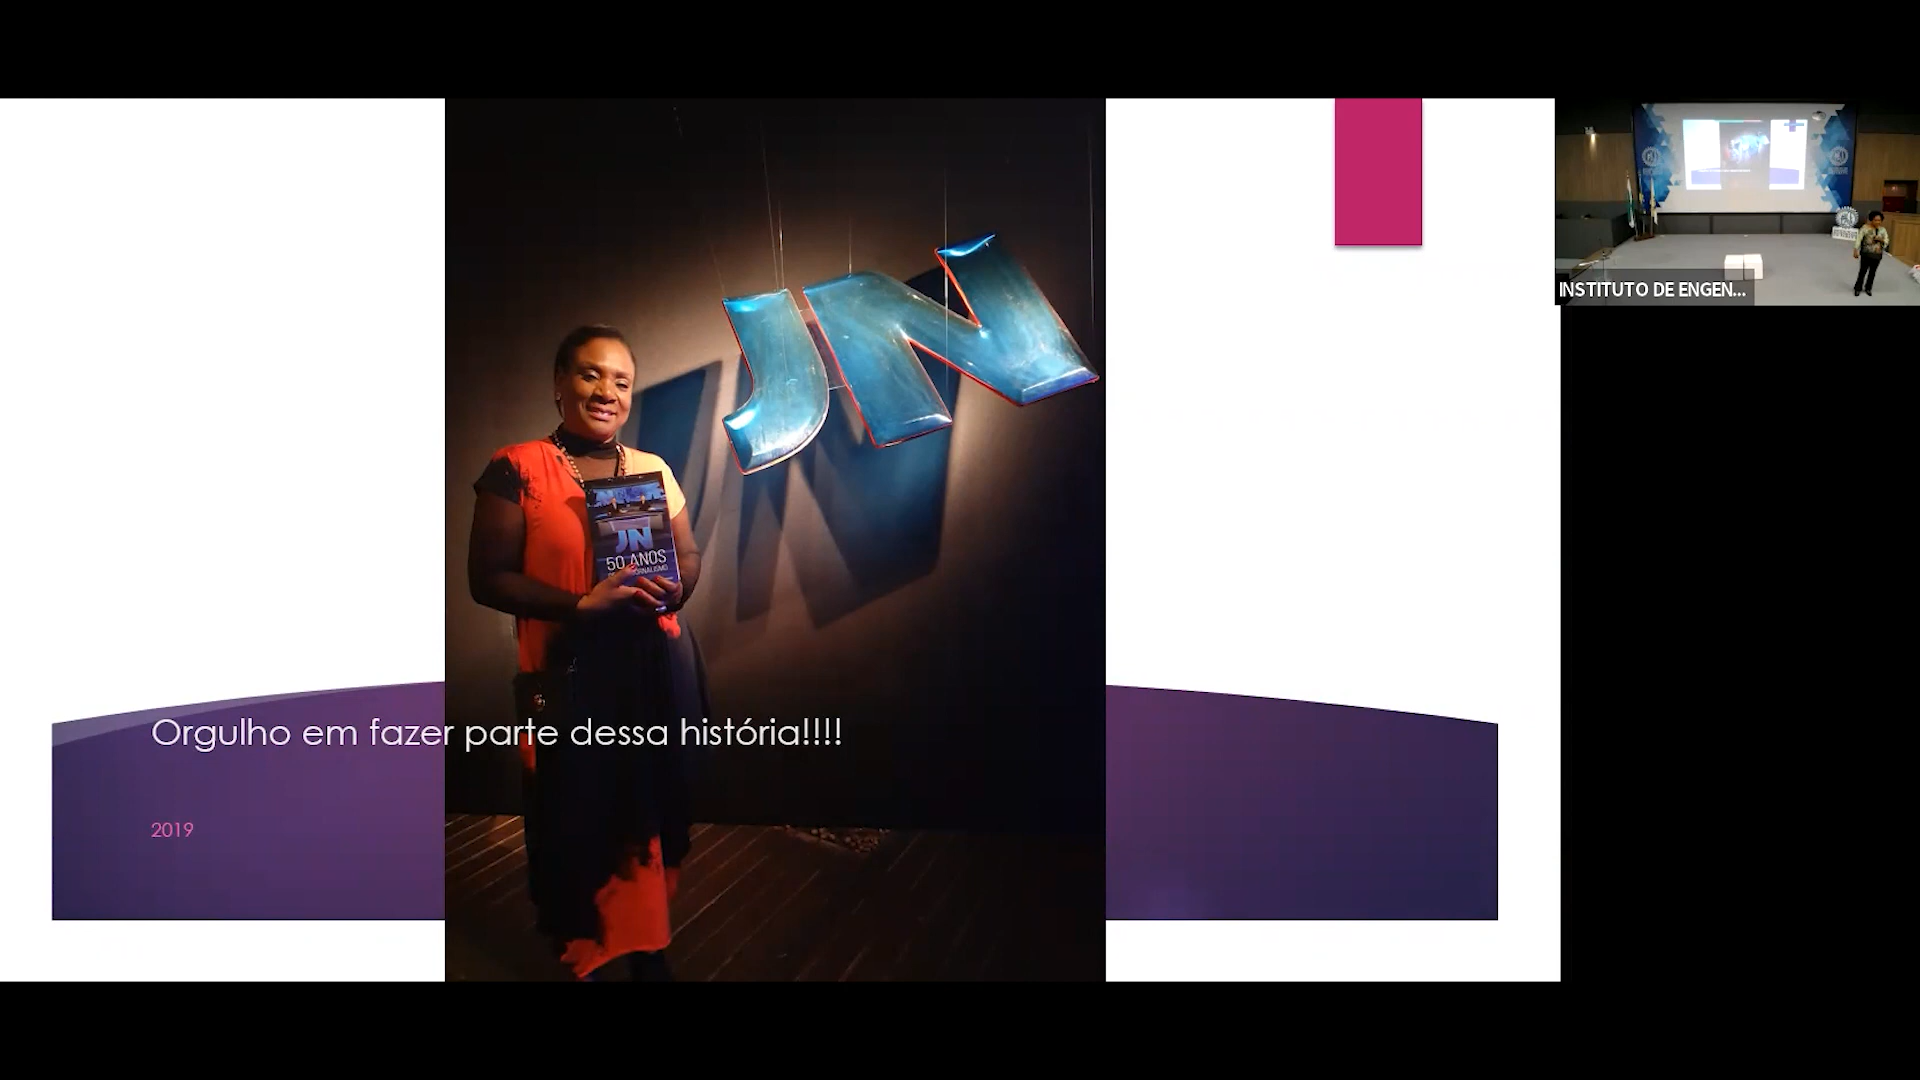 JN
JN
50 ANOS
Orgulho em fazer parte dessa história!!!!
2019
INSTITUTO DE ENGEN...